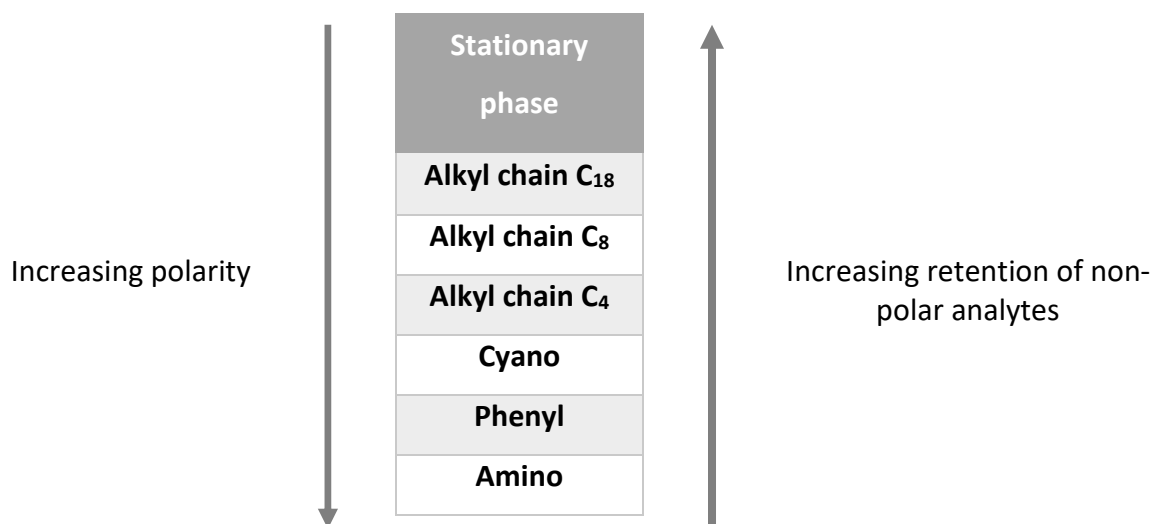 Stationary
phase
Alkyl chain C₁₈
Alkyl chain C₈
Increasing polarity
Increasing retention of non-
polar analytes
Alkyl chain C₄
Cyano
Phenyl
Amino